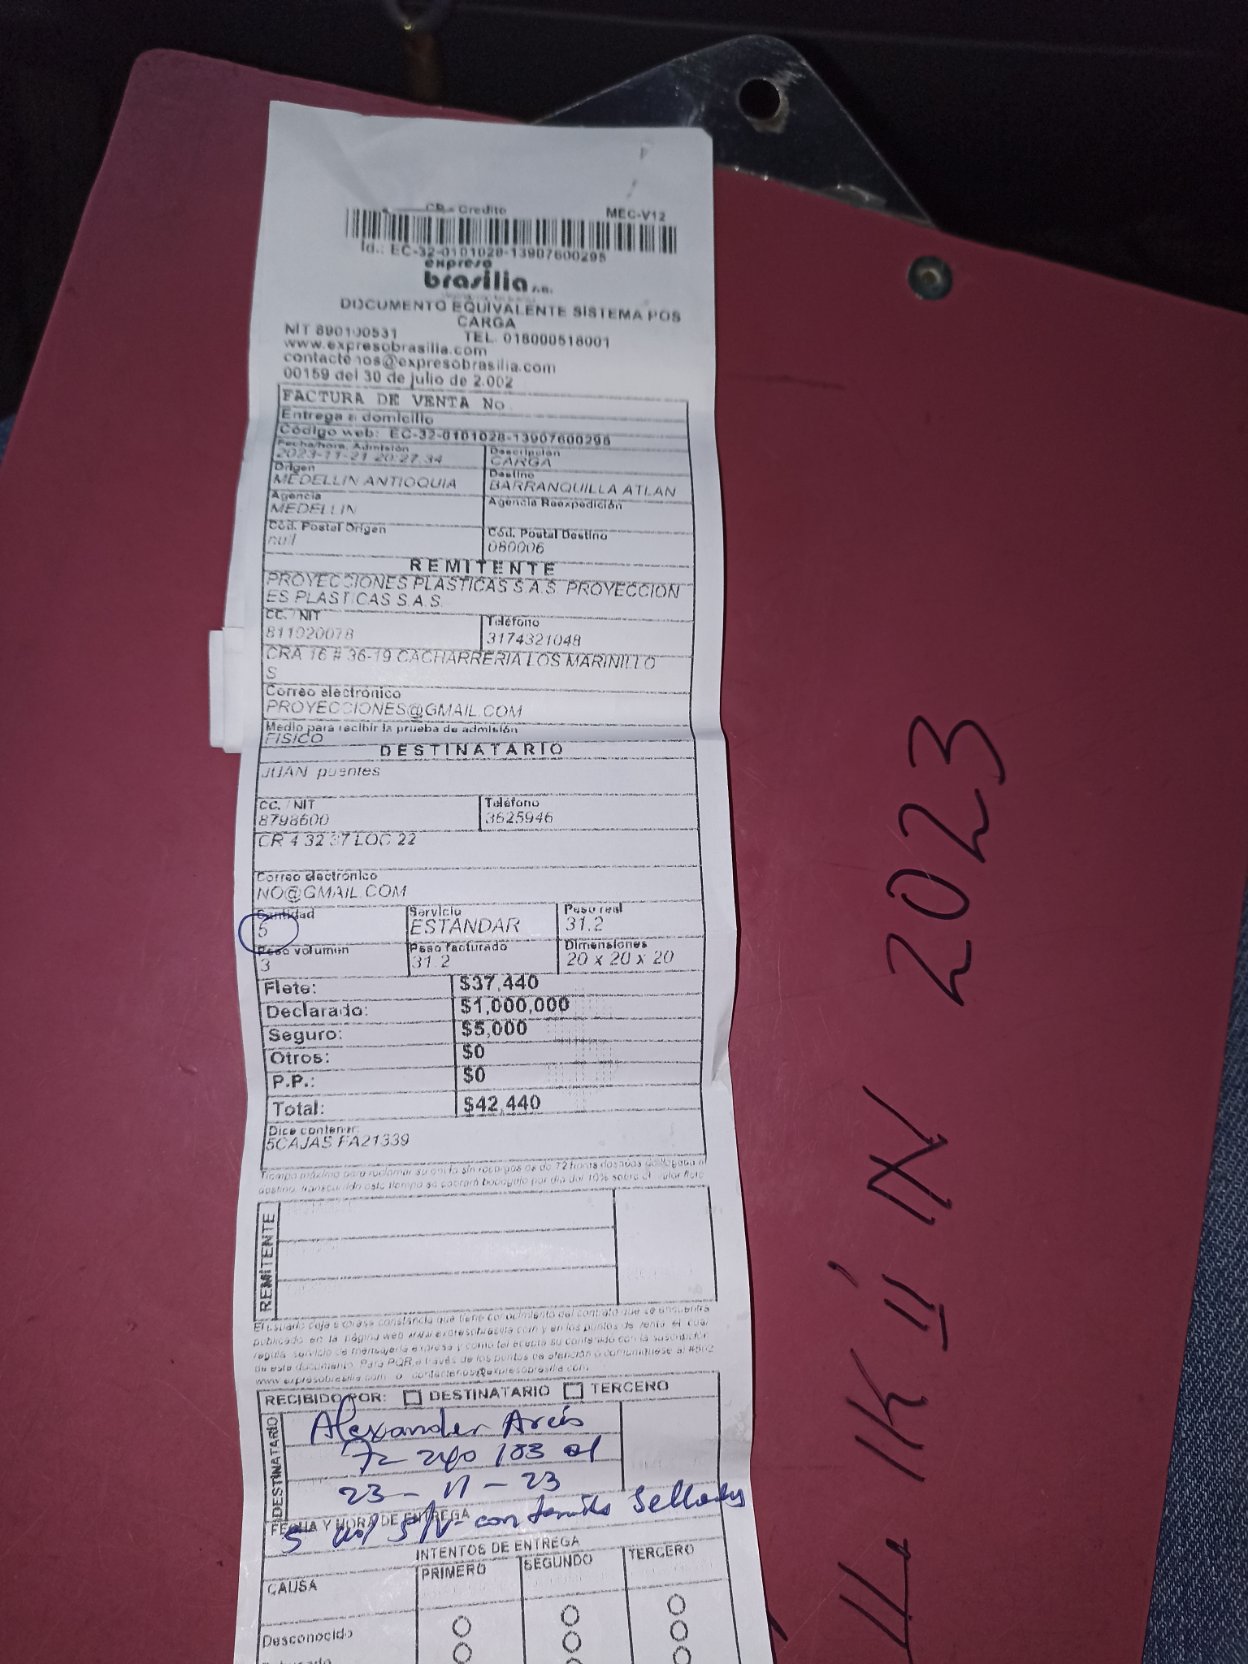 CR - Credito MEC-V12
Id.: EC-32-0101028-13907600295
expreso
brasilia s.a.
DOCUMENTO EQUIVALENTE SISTEMA POS
CARGA
NIT 890100531 TEL. 018000518001
www.expresobrasilia.com
contactenos@expresobrasilia.com
00159 del 30 de julio de 2.002
FACTURA DE VENTA No
Entrega a domicilio
Código web: EC-32-0101028-13907600295
Fecha/hora. Admisión Descripción
2023-11-21 20:27:34 CARGA
Origen Destino
MEDELLIN ANTIOQUIA BARRANQUILLA ATLAN
Agencia Agencia Reexpedición
MEDELLIN
Cód. Postal Origen Cód. Postal Destino
null 080006
REMITENTE
PROYECCIONES PLASTICAS S.A.S. PROYECCION
ES PLASTICAS S.A.S.
CC. / NIT Teléfono
811020078 3174321048
CRA 16 # 36-19 CACHARRERIA LOS MARINILLO
S
Correo electrónico
PROYECCIONES@GMAIL.COM
Medio para recibir la prueba de admisión
FISICO
DESTINATARIO
JUAN puentes
CC. / NIT Teléfono
8798600 3625946
CR 4 32 37 LOC 22
Correo electrónico
NO@GMAIL.COM
Cantidad Servicio Peso real
5 ESTANDAR 31.2
Peso volumen Peso facturado Dimensiones
3 31.2 20 x 20 x 20
Flete: $37,440
Declarado: $1,000,000
Seguro: $5,000
Otros: $0
P.P.: $0
Total: $42,440
Dice contener:
5CAJAS FA21339
REMITENTE
RECIBIDO POR: DESTINATARIO TERCERO
DESTINATARIO
Alexander
72 240 103
23 - 11 - 23
FECHA Y HORA DE ENTREGA
5 S/V contenido Sellados
INTENTOS DE ENTREGA
CAUSA PRIMERO SEGUNDO TERCERO
Desconocido
2023